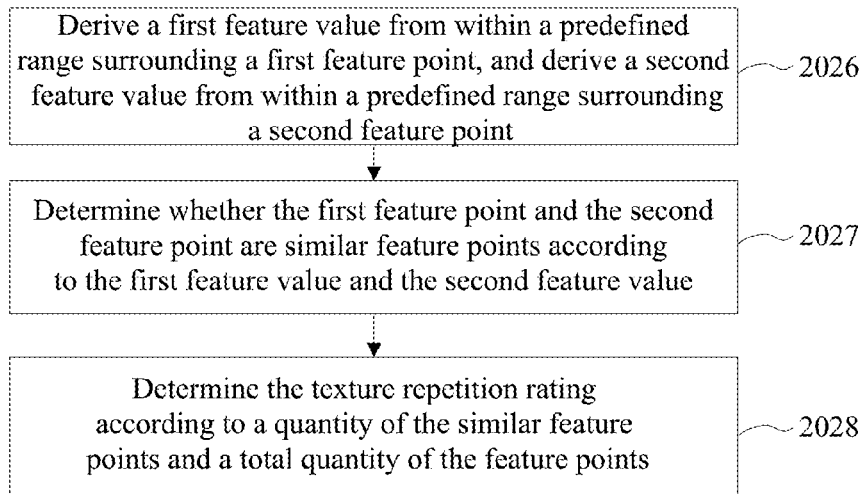 Derive a first feature value from within a predefined
range surrounding a first feature point, and derive a second
feature value from within a predefined range surrounding
a second feature point
2026
Determine whether the first feature point and the second
feature point are similar feature points according
to the first feature value and the second feature value
2027
Determine the texture repetition rating
according to a quantity of the similar feature
points and a total quantity of the feature points
2028